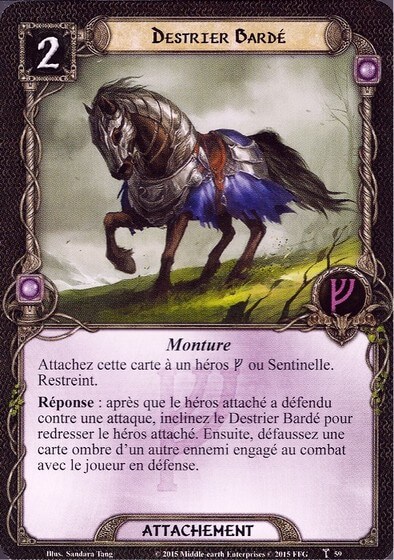 2
Destrier Bardé
Monture
Attachez cette carte à un héros ᚠ ou Sentinelle.
Restreint.
Réponse : après que le héros attaché a défendu
contre une attaque, inclinez le Destrier Bardé pour
redresser le héros attaché. Ensuite, défaussez une
carte ombre d'un autre ennemi engagé au combat
avec le joueur en défense.
ATTACHEMENT
Illus. Sandara Tang © 2015 Middle-earth Enterprises © 2015 FFG 59